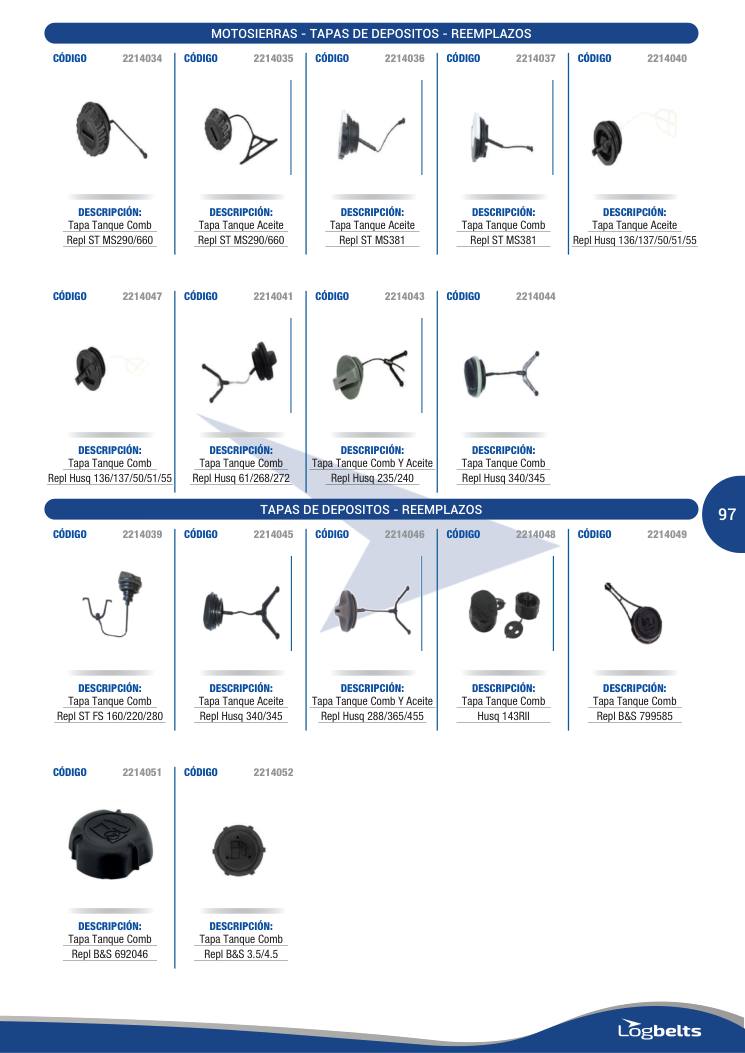 MOTOSIERRAS - TAPAS DE DEPOSITOS - REEMPLAZOS
CÓDIGO 2214034
DESCRIPCIÓN:
Tapa Tanque Comb
Repl ST MS290/660
CÓDIGO 2214035
DESCRIPCIÓN:
Tapa Tanque Aceite
Repl ST MS290/660
CÓDIGO 2214036
DESCRIPCIÓN:
Tapa Tanque Aceite
Repl ST MS381
CÓDIGO 2214037
DESCRIPCIÓN:
Tapa Tanque Comb
Repl ST MS381
CÓDIGO 2214040
DESCRIPCIÓN:
Tapa Tanque Aceite
Repl Husq 136/137/50/51/55
CÓDIGO 2214047
DESCRIPCIÓN:
Tapa Tanque Comb
Repl Husq 136/137/50/51/55
CÓDIGO 2214041
DESCRIPCIÓN:
Tapa Tanque Comb
Repl Husq 61/268/272
CÓDIGO 2214043
DESCRIPCIÓN:
Tapa Tanque Comb Y Aceite
Repl Husq 235/240
CÓDIGO 2214044
DESCRIPCIÓN:
Tapa Tanque Comb
Repl Husq 340/345
TAPAS DE DEPOSITOS - REEMPLAZOS
97
CÓDIGO 2214039
DESCRIPCIÓN:
Tapa Tanque Comb
Repl ST FS 160/220/280
CÓDIGO 2214045
DESCRIPCIÓN:
Tapa Tanque Aceite
Repl Husq 340/345
CÓDIGO 2214046
DESCRIPCIÓN:
Tapa Tanque Comb Y Aceite
Repl Husq 288/365/455
CÓDIGO 2214048
DESCRIPCIÓN:
Tapa Tanque Comb
Husq 143RII
CÓDIGO 2214049
DESCRIPCIÓN:
Tapa Tanque Comb
Repl B&S 799585
CÓDIGO 2214051
DESCRIPCIÓN:
Tapa Tanque Comb
Repl B&S 692046
CÓDIGO 2214052
DESCRIPCIÓN:
Tapa Tanque Comb
Repl B&S 3.5/4.5
Logbelts